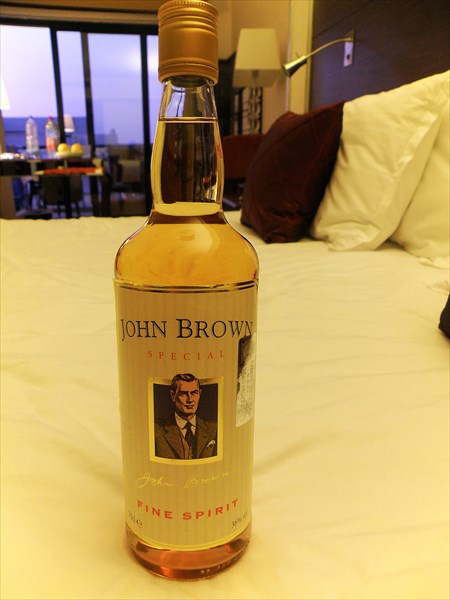 JOHN BROWN
SPECIAL
John Brown
FINE SPIRIT